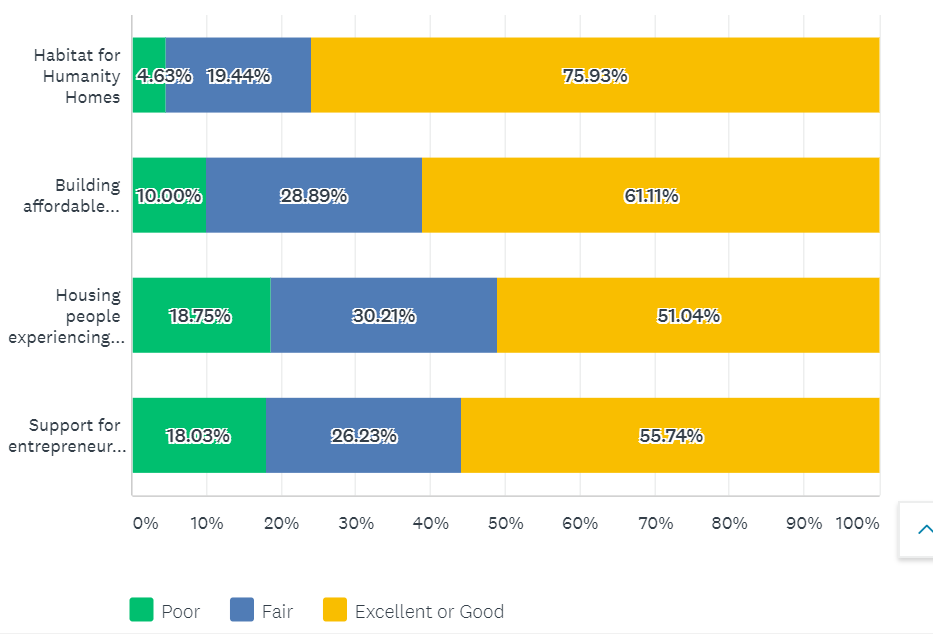 Habitat for
Humanity
Homes
4.63% 19.44% 75.93%
Building
affordable...
10.00% 28.89% 61.11%
Housing
people
experiencing...
18.75% 30.21% 51.04%
Support for
entrepreneur...
18.03% 26.23% 55.74%
0% 10% 20% 30% 40% 50% 60% 70% 80% 90% 100%
Poor Fair Excellent or Good